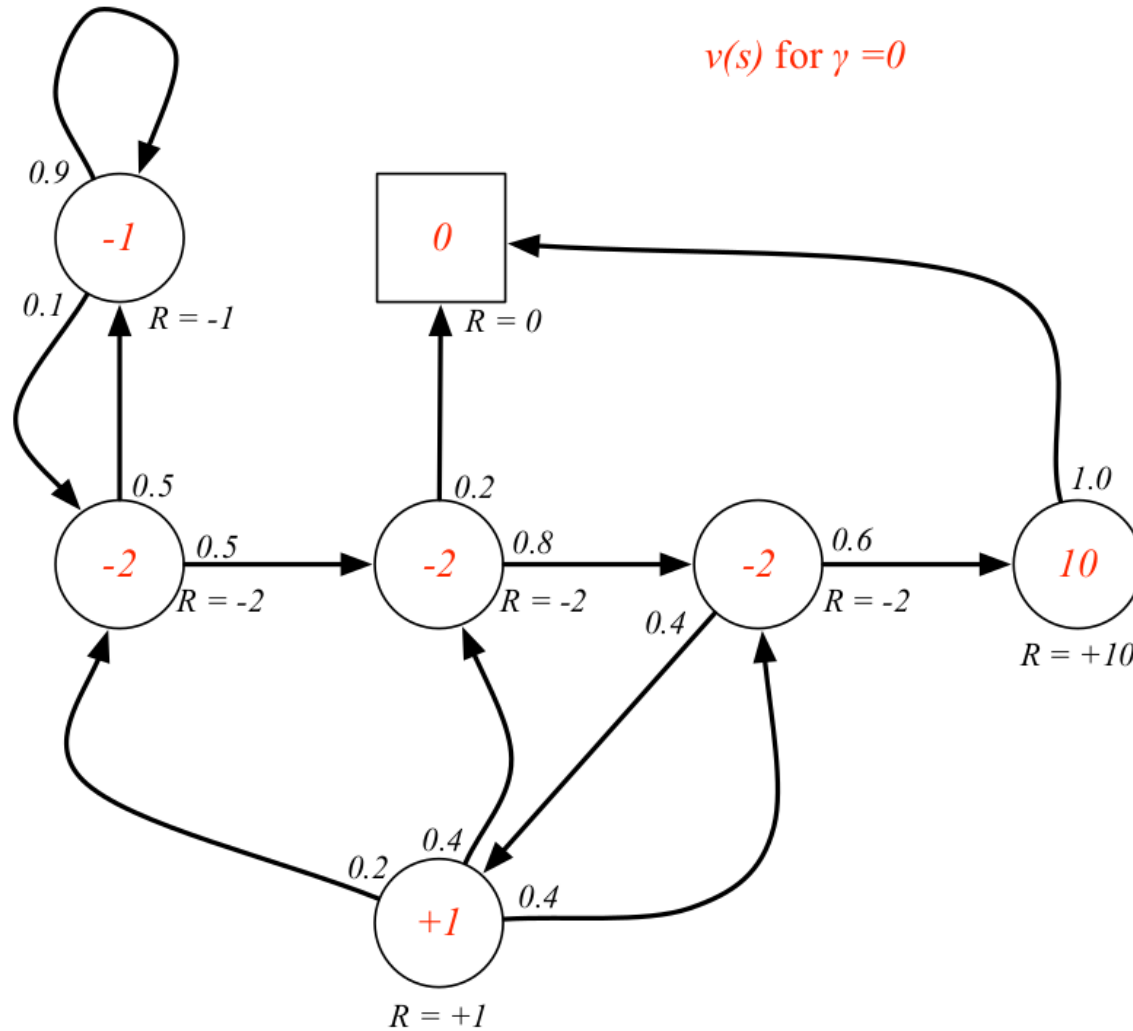 v(s) for γ =0
0.9
-1
0
0.1
R = -1
R = 0
0.5
0.2
1.0
-2
0.5
-2
0.8
-2
0.6
10
R = -2
R = -2
R = -2
0.4
R = +10
0.4
0.2
0.4
+1
R = +1